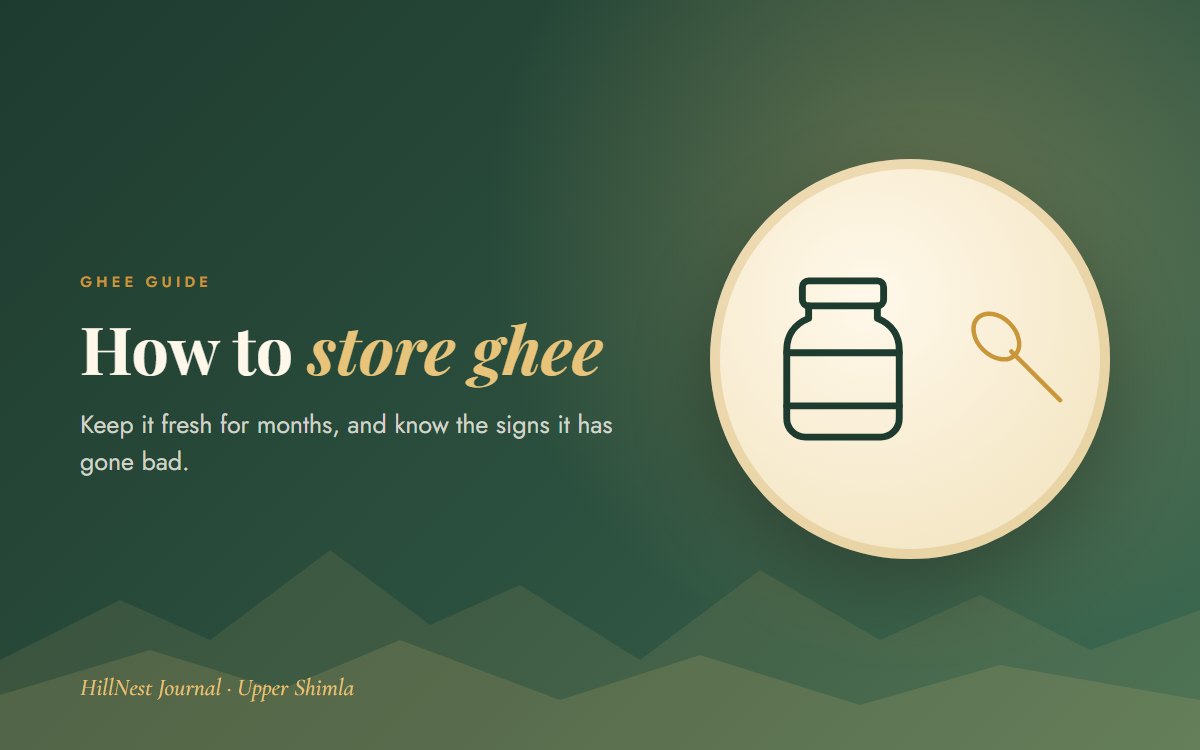 GHEE GUIDE
How to store ghee
Keep it fresh for months, and know the signs it has
gone bad.
HillNest Journal · Upper Shimla